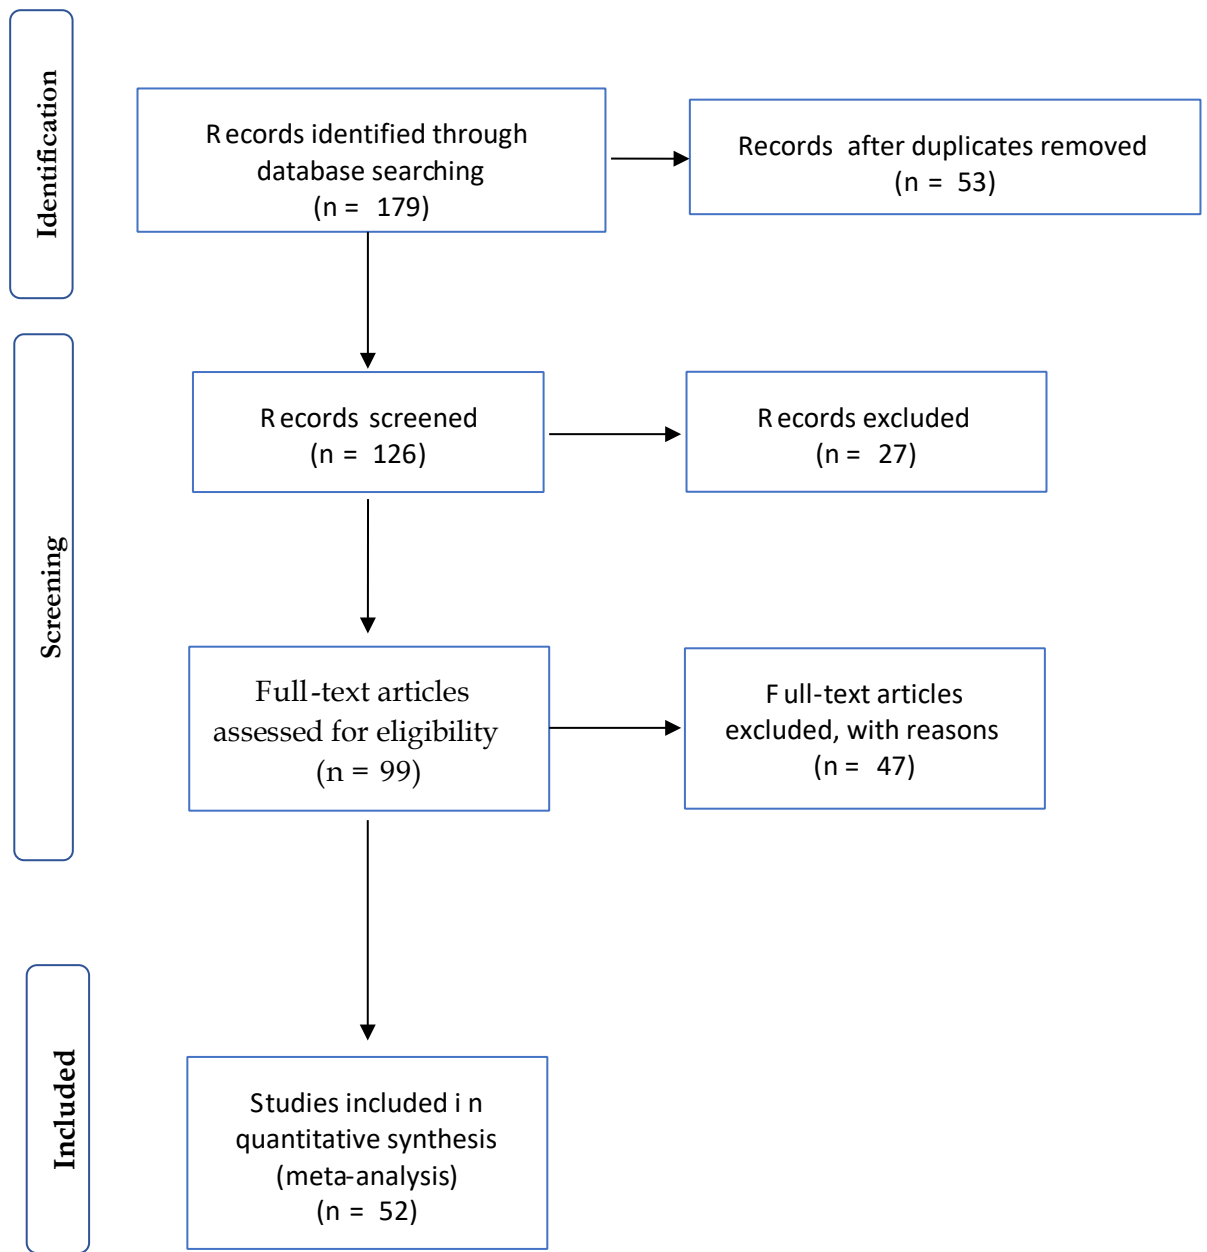 Identification
Records identified through
database searching
(n = 179)
Records after duplicates removed
(n = 53)
Screening
Records screened
(n = 126)
Records excluded
(n = 27)
Full-text articles
assessed for eligibility
(n = 99)
Full-text articles
excluded, with reasons
(n = 47)
Included
Studies included i n
quantitative synthesis
(meta-analysis)
(n = 52)